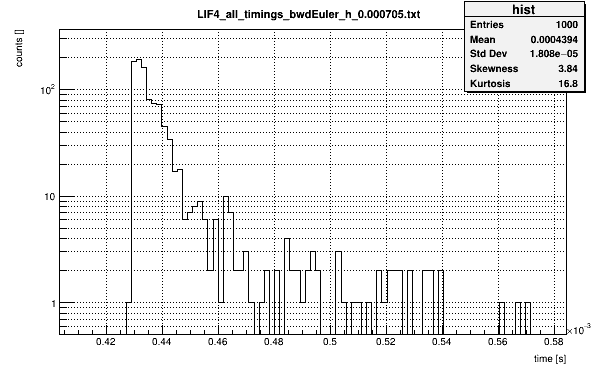 LIF4_all_timings_bwdEuler_h_0.000705.txt
hist
Entries 1000
Mean 0.0004394
Std Dev 1.808e−05
Skewness 3.84
Kurtosis 16.8
counts []
10²
10
1
0.42 0.44 0.46 0.48 0.5 0.52 0.54 0.56 0.58
×10⁻³
time [s]